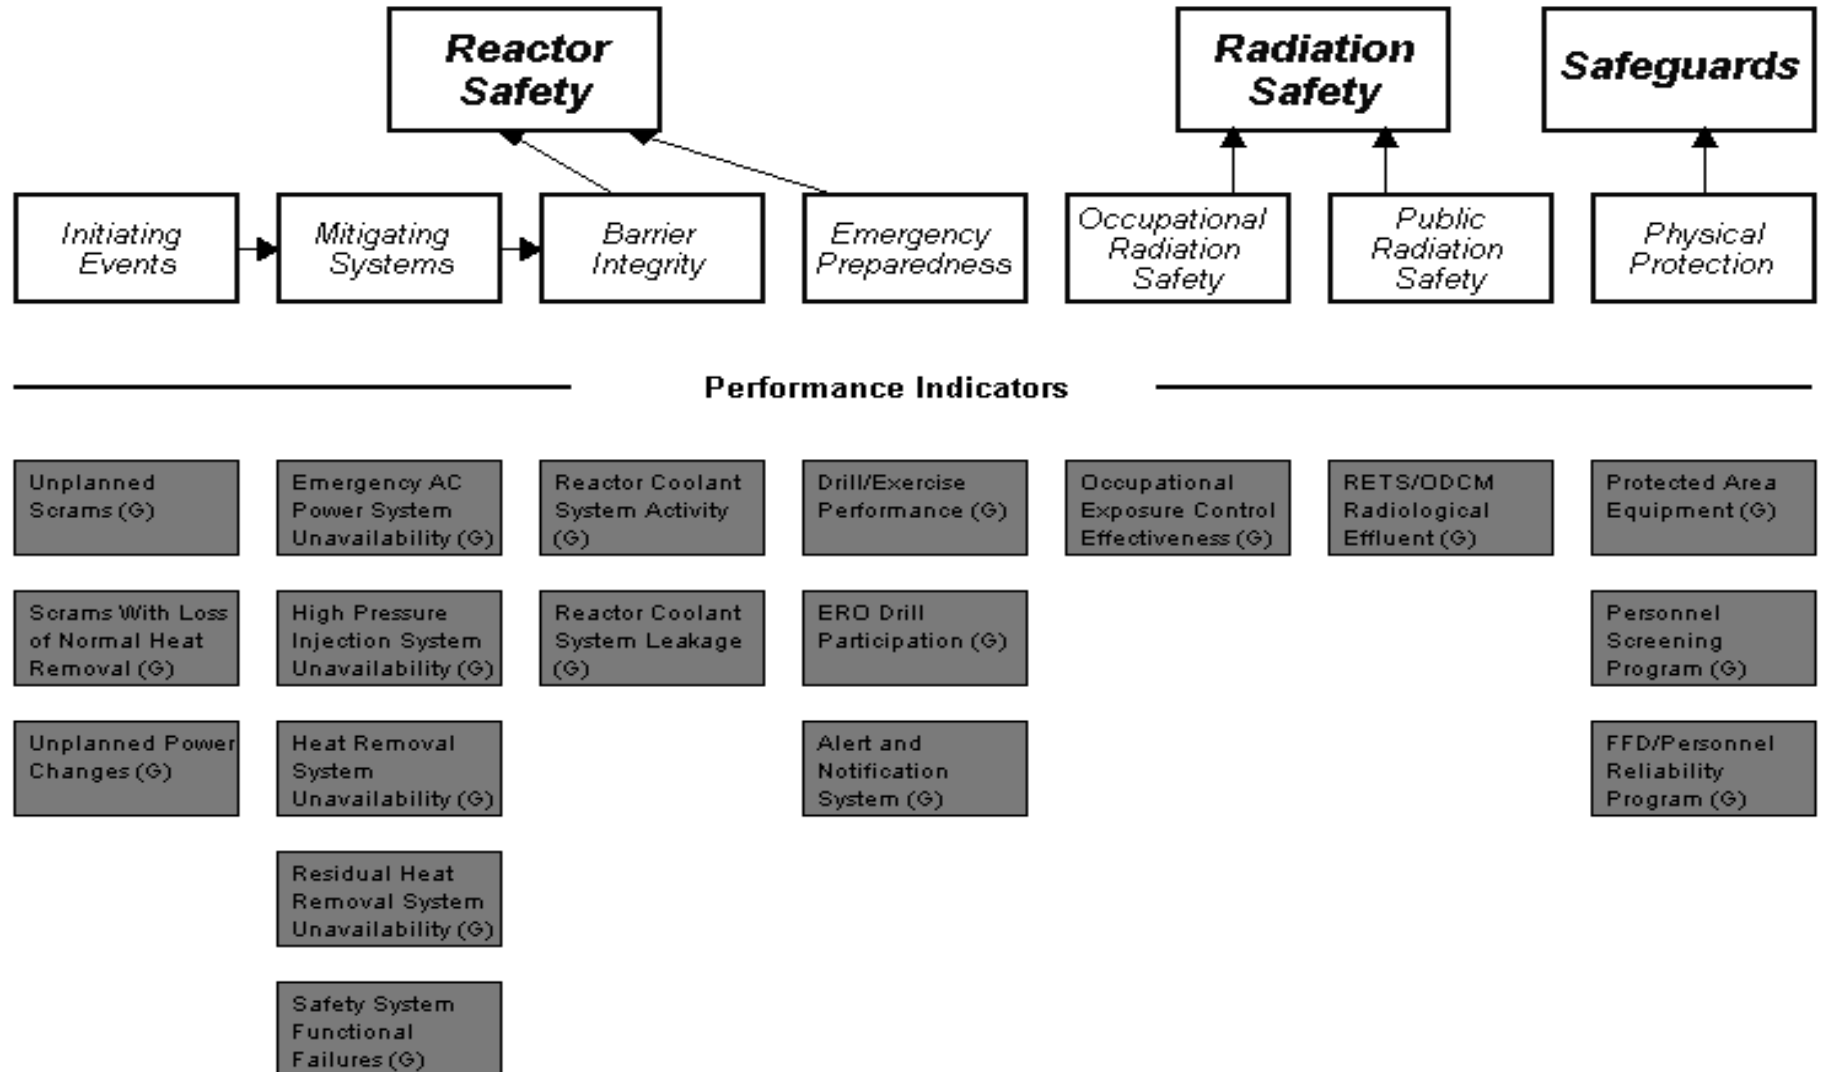 Reactor
Safety
Radiation
Safety
Safeguards
Initiating
Events
Mitigating
Systems
Barrier
Integrity
Emergency
Preparedness
Occupational
Radiation
Safety
Public
Radiation
Safety
Physical
Protection
Performance Indicators
Unplanned
Scrams (G)
Emergency AC
Power System
Unavailability (G)
Reactor Coolant
System Activity
(G)
Drill/Exercise
Performance (G)
Occupational
Exposure Control
Effectiveness (G)
RETS/ODCM
Radiological
Effluent (G)
Protected Area
Equipment (G)
Scrams With Loss
of Normal Heat
Removal (G)
High Pressure
Injection System
Unavailability (G)
Reactor Coolant
System Leakage
(G)
ERO Drill
Participation (G)
Personnel
Screening
Program (G)
Unplanned Power
Changes (G)
Heat Removal
System
Unavailability (G)
Alert and
Notification
System (G)
FFD/Personnel
Reliability
Program (G)
Residual Heat
Removal System
Unavailability (G)
Safety System
Functional
Failures (G)